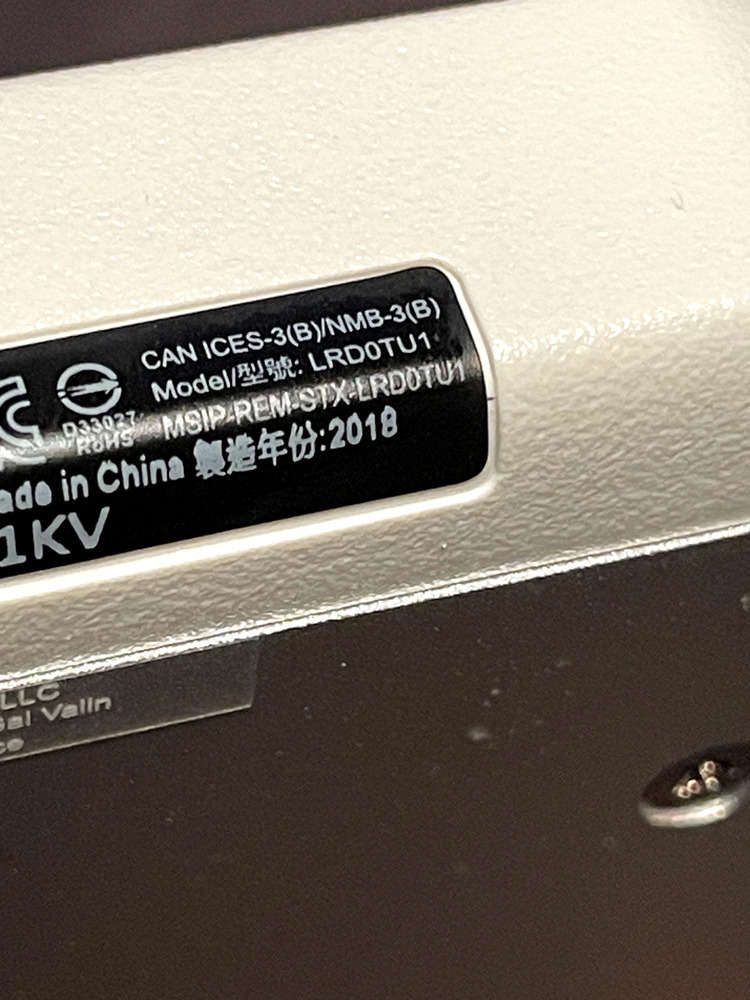 CAN ICES-3(B)/NMB-3(B)
Model/型號: LRD0TU1
D33027
RoHS
MSIP-REM-STX-LRD0TU1
ade in China 製造年份:2018
1KV
LLC
Gal Valin
ce